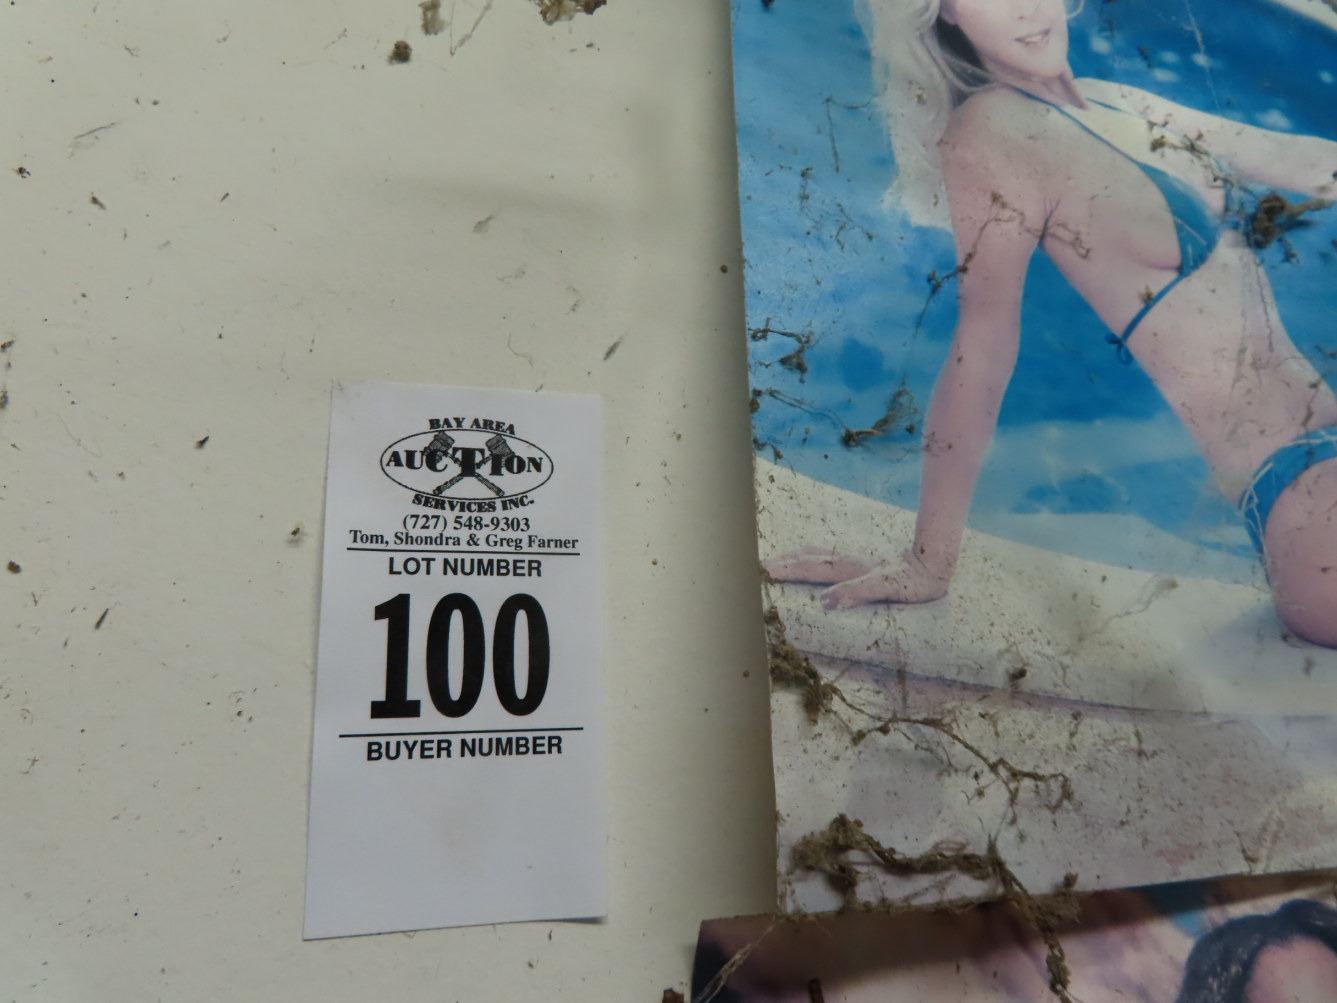 BAY AREA
AUCTION
SERVICES INC.
(727) 548-9303
Tom, Shondra & Greg Farner
LOT NUMBER
100
BUYER NUMBER